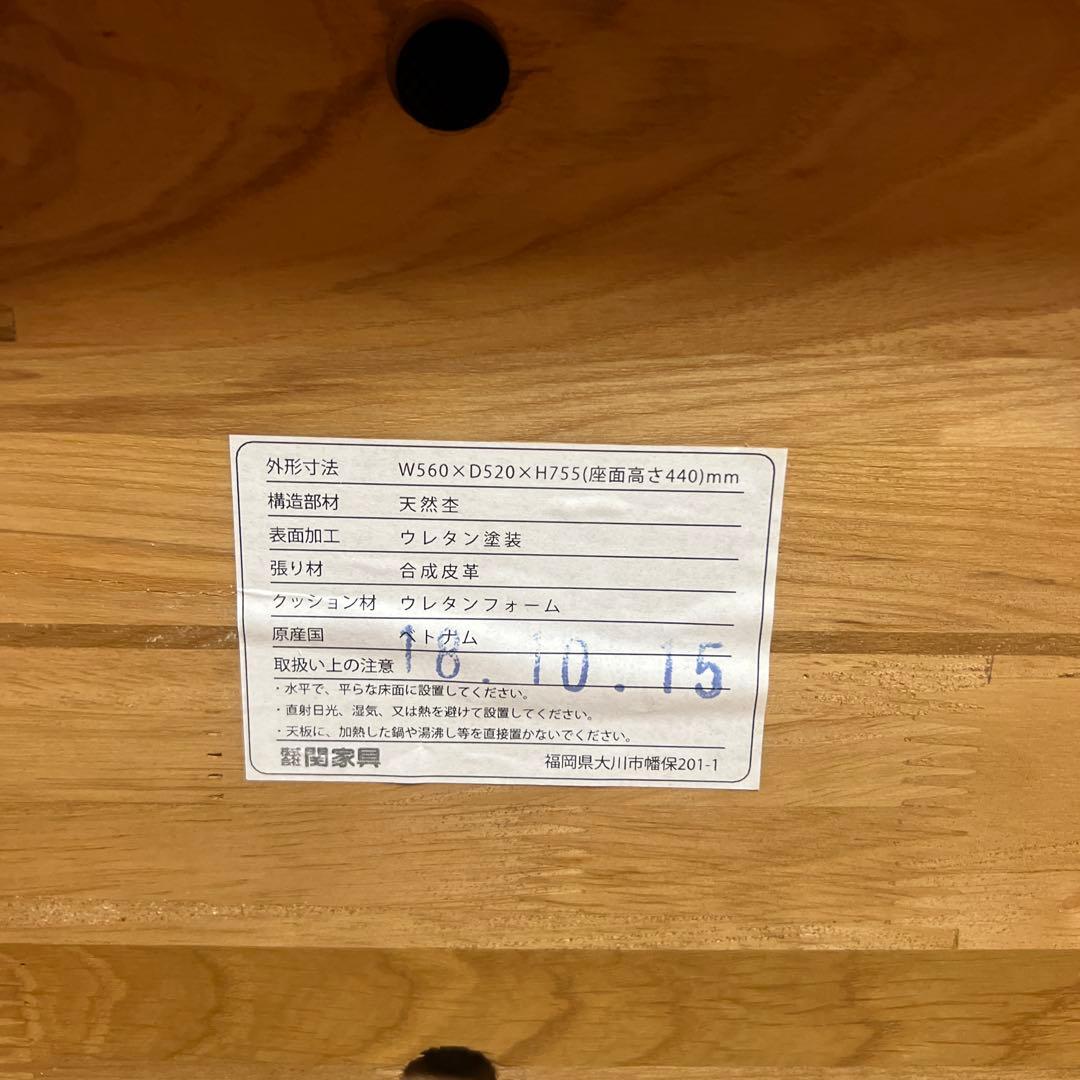 外形寸法 W560×D520×H755(座面高さ440)mm
構造部材 天然杢
表面加工 ウレタン塗装
張り材 合成皮革
クッション材 ウレタンフォーム
原産国 ベトナム
18.10.15
取扱い上の注意
・水平で、平らな床面に設置してください。
・直射日光、湿気、又は熱を避けて設置してください。
・天板に、加熱した鍋や湯沸し等を直接置かないでください。
株式会社関家具 福岡県大川市幡保201-1